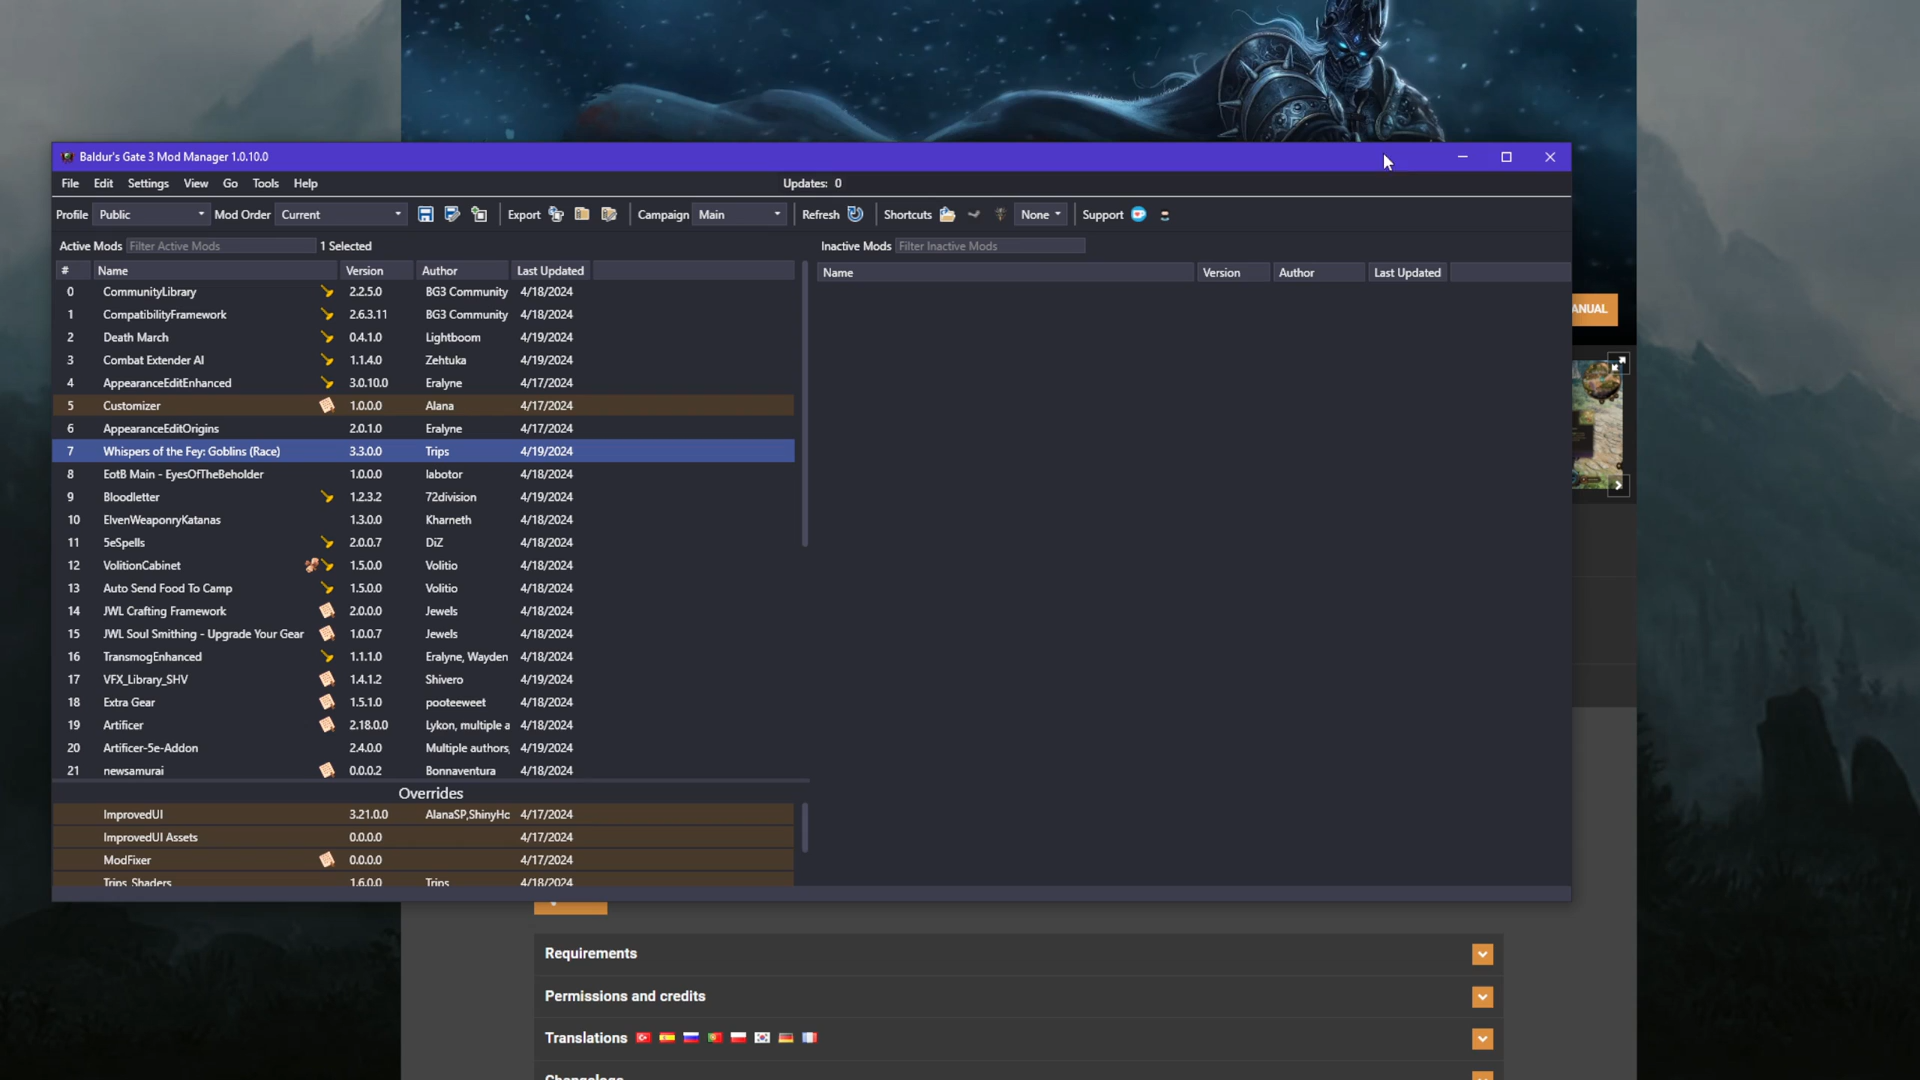 Baldur's Gate 3 Mod Manager 1.0.10.0
File Edit Settings View Go Tools Help Updates: 0
Profile Public Mod Order Current Export Campaign Main Refresh Shortcuts None Support
Active Mods Filter Active Mods 1 Selected Inactive Mods Filter Inactive Mods
# Name Version Author Last Updated Name Version Author Last Updated
0 CommunityLibrary 2.2.5.0 BG3 Community 4/18/2024
1 CompatibilityFramework 2.6.3.11 BG3 Community 4/18/2024
ANUAL
2 Death March 0.4.1.0 Lightboom 4/19/2024
3 Combat Extender AI 1.1.4.0 Zehtuka 4/19/2024
4 AppearanceEditEnhanced 3.0.10.0 Eralyne 4/17/2024
5 Customizer 1.0.0.0 Alana 4/17/2024
6 AppearanceEditOrigins 2.0.1.0 Eralyne 4/17/2024
7 Whispers of the Fey: Goblins (Race) 3.3.0.0 Trips 4/19/2024
8 EotB Main - EyesOfTheBeholder 1.0.0.0 labotor 4/18/2024
9 Bloodletter 1.2.3.2 72division 4/19/2024
10 ElvenWeaponryKatanas 1.3.0.0 Kharneth 4/18/2024
11 5eSpells 2.0.0.7 DiZ 4/18/2024
12 VolitionCabinet 1.5.0.0 Volitio 4/18/2024
13 Auto Send Food To Camp 1.5.0.0 Volitio 4/18/2024
14 JWL Crafting Framework 2.0.0.0 Jewels 4/18/2024
15 JWL Soul Smithing - Upgrade Your Gear 1.0.0.7 Jewels 4/18/2024
16 TransmogEnhanced 1.1.1.0 Eralyne, Wayden 4/18/2024
17 VFX_Library_SHV 1.4.1.2 Shivero 4/19/2024
18 Extra Gear 1.5.1.0 pooteeweet 4/18/2024
19 Artificer 2.18.0.0 Lykon, multiple a 4/18/2024
20 Artificer-5e-Addon 2.4.0.0 Multiple authors, 4/19/2024
21 newsamurai 0.0.0.2 Bonnaventura 4/18/2024
Overrides
ImprovedUI 3.21.0.0 AlanaSP,ShinyHo 4/17/2024
ImprovedUI Assets 0.0.0.0 4/17/2024
ModFixer 0.0.0.0 4/17/2024
Trips_Shaders 1.6.0.0 Trips 4/18/2024
Requirements
Permissions and credits
Translations
Changelogs